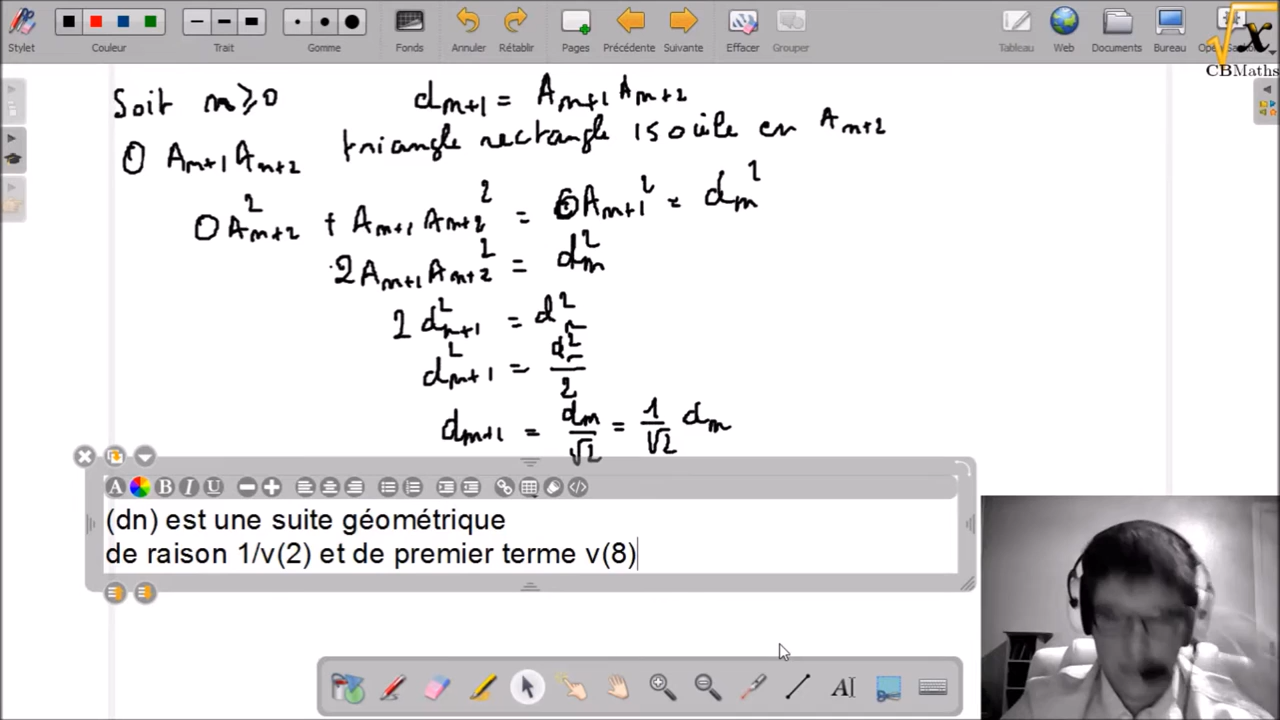 Stylet Couleur Trait Gomme Fonds Annuler Rétablir Pages Précédente Suivante Effacer Grouper Tableau Web Documents Bureau
CBMaths
Soit n ⩾ 0 dₙ₊₁ = Aₙ₊₁Aₙ₊₂
O Aₙ₊₁Aₙ₊₂ triangle rectangle isocèle en Aₙ₊₂
OAₙ₊₂² + Aₙ₊₁Aₙ₊₂² = OAₙ₊₁² = dₙ²
2Aₙ₊₁Aₙ₊₂² = dₙ²
2dₙ₊₁² = dₙ²
dₙ₊₁² = dₙ²/2
dₙ₊₁ = dₙ/√2 = 1/√2 dₙ
(dn) est une suite géométrique
de raison 1/v(2) et de premier terme v(8)